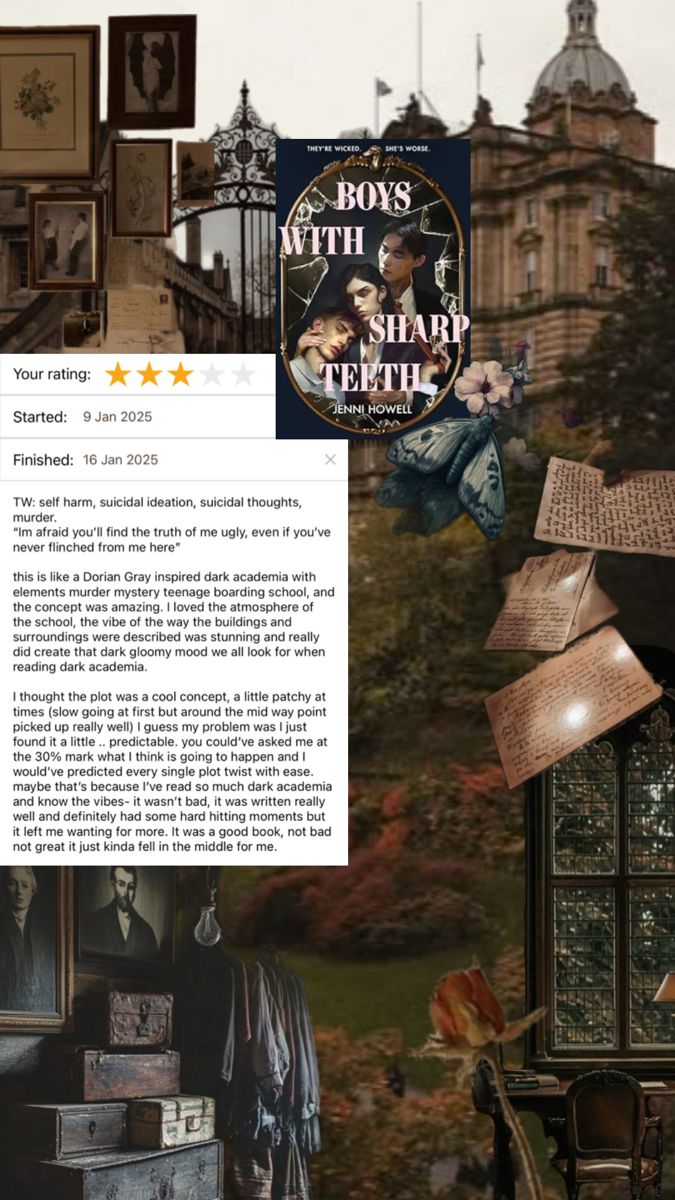 THEY'RE WICKED. SHE'S WORSE.
BOYS
WITH
SHARP
TEETH
JENNI HOWELL
Your rating:
Started: 9 Jan 2025
Finished: 16 Jan 2025
TW: self harm, suicidal ideation, suicidal thoughts,
murder.
“Im afraid you’ll find the truth of me ugly, even if you’ve
never flinched from me here”
this is like a Dorian Gray inspired dark academia with
elements murder mystery teenage boarding school, and
the concept was amazing. I loved the atmosphere of
the school, the vibe of the way the buildings and
surroundings were described was stunning and really
did create that dark gloomy mood we all look for when
reading dark academia.
I thought the plot was a cool concept, a little patchy at
times (slow going at first but around the mid way point
picked up really well) I guess my problem was I just
found it a little .. predictable. you could’ve asked me at
the 30% mark what I think is going to happen and I
would’ve predicted every single plot twist with ease.
maybe that’s because I’ve read so much dark academia
and know the vibes- it wasn’t bad, it was written really
well and definitely had some hard hitting moments but
it left me wanting for more. It was a good book, not bad
not great it just kinda fell in the middle for me.